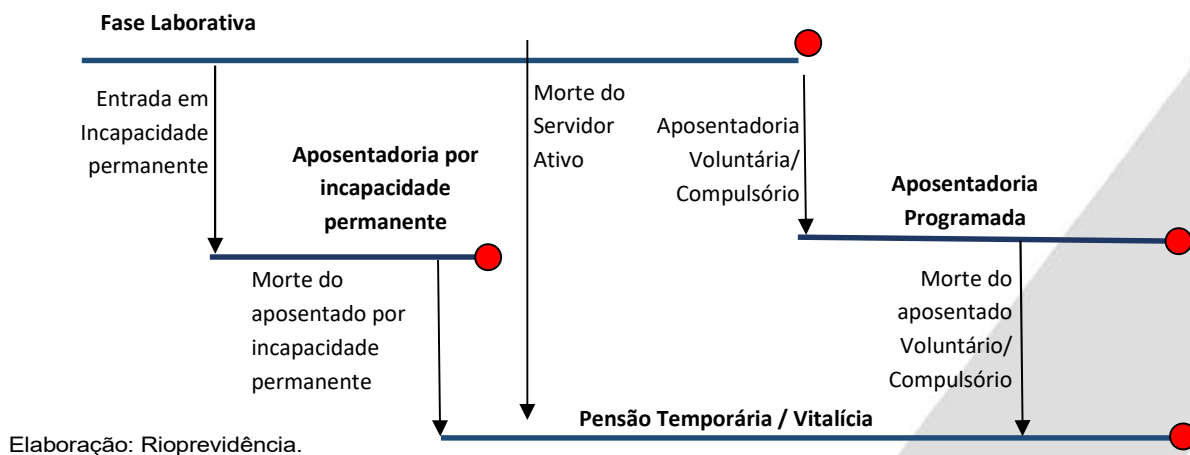 Fase Laborativa
Entrada em
Incapacidade
permanente
Aposentadoria por
incapacidade
permanente
Morte do
Servidor
Ativo
Aposentadoria
Voluntária/
Compulsório
Aposentadoria
Programada
Morte do
aposentado por
incapacidade
permanente
Morte do
aposentado
Voluntário/
Compulsório
Pensão Temporária / Vitalícia
Elaboração: Rioprevidência.